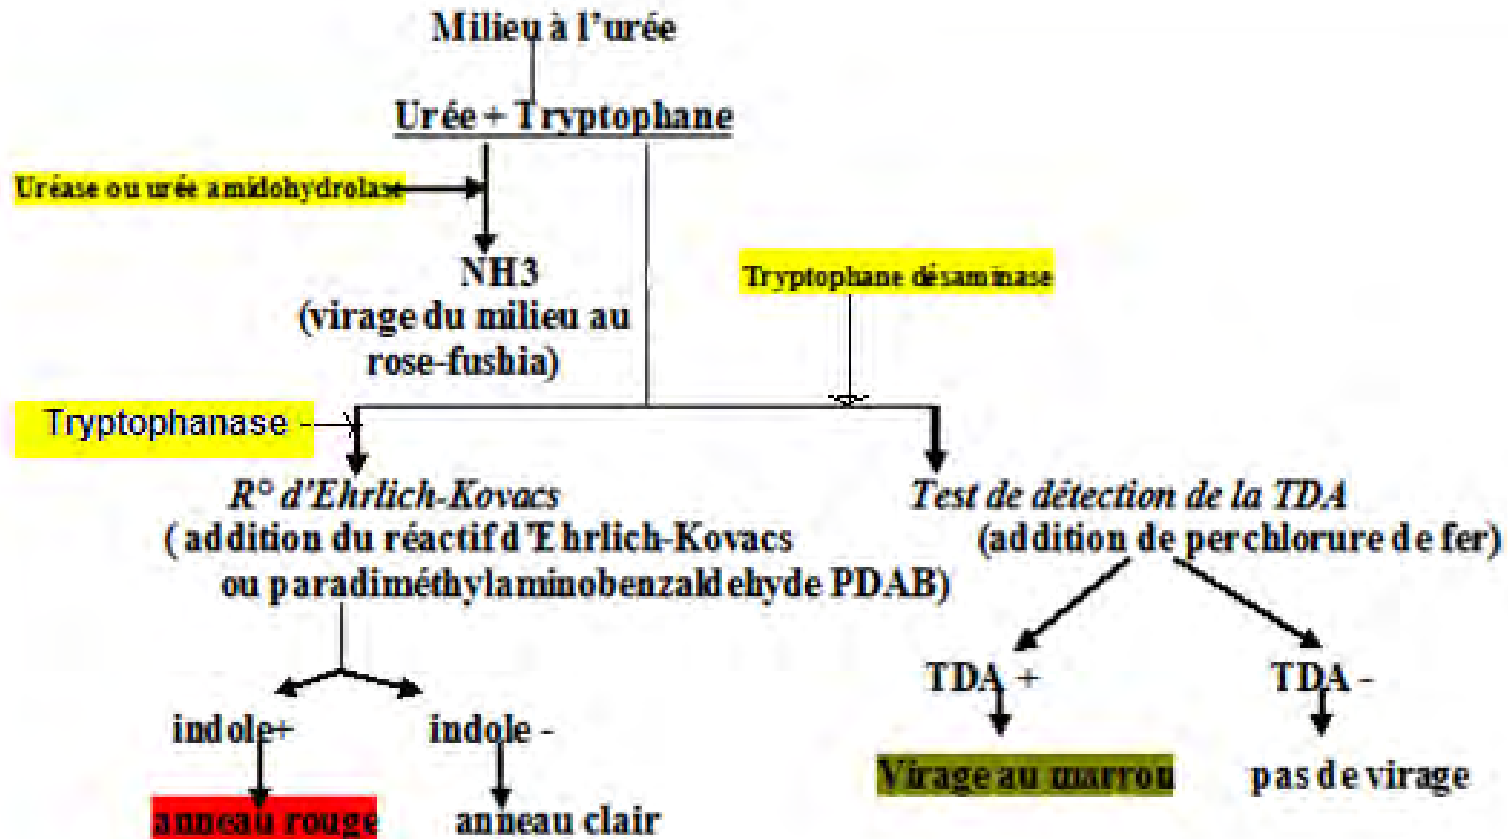 Milieu à l'urée
Urée + Tryptophane
Uréase ou urée amidohydrolase
NH3
(virage du milieu au
rose-fushia)
Tryptophane désaminase
Tryptophanase
R° d'Ehrlich-Kovacs
( addition du réactif d'Ehrlich-Kovacs
ou paradiméthylaminobenzaldehyde PDAB)
Test de détection de la TDA
(addition de perchlorure de fer)
indole+
indole -
anneau rouge
anneau clair
TDA +
TDA -
Virage au marron
pas de virage